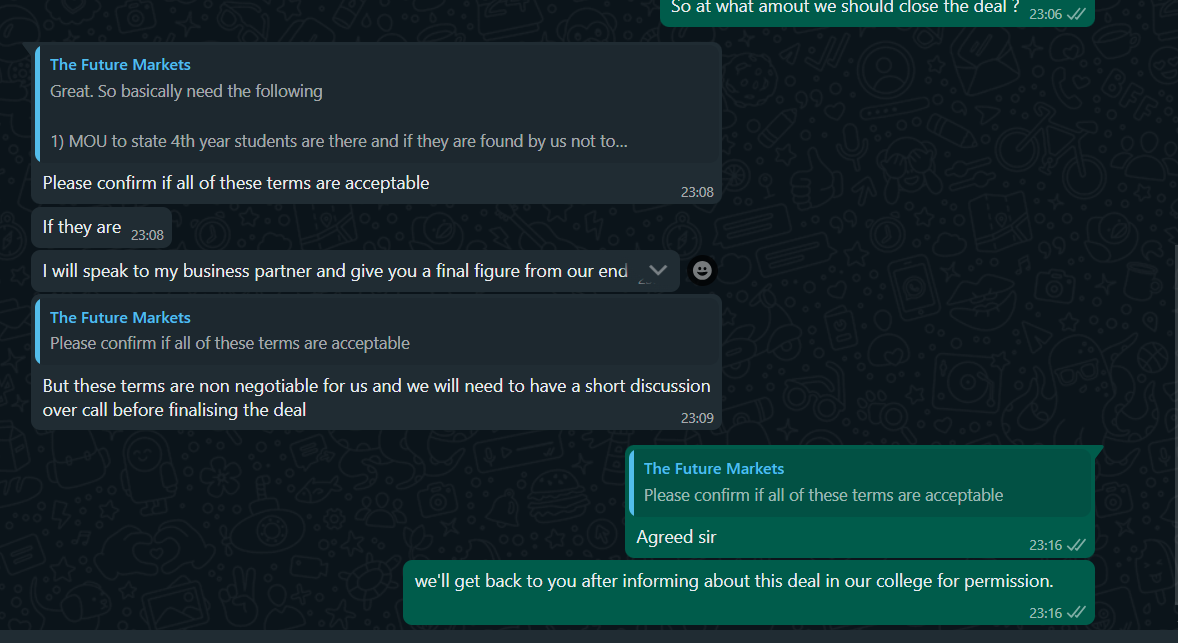 So at what amout we should close the deal ?
23:06
The Future Markets
Great. So basically need the following
1) MOU to state 4th year students are there and if they are found by us not to...
Please confirm if all of these terms are acceptable
23:08
If they are
23:08
I will speak to my business partner and give you a final figure from our end
The Future Markets
Please confirm if all of these terms are acceptable
But these terms are non negotiable for us and we will need to have a short discussion
over call before finalising the deal
23:09
The Future Markets
Please confirm if all of these terms are acceptable
Agreed sir
23:16
we'll get back to you after informing about this deal in our college for permission.
23:16